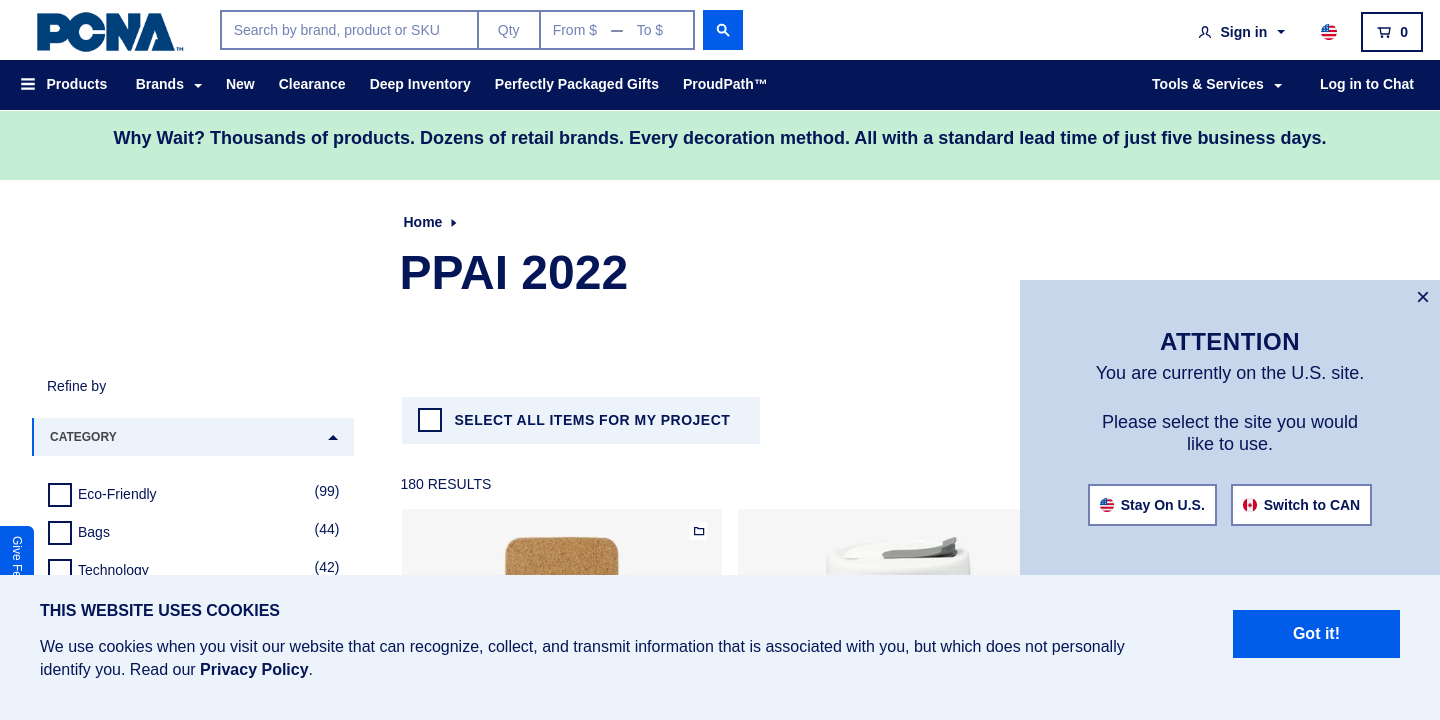 PCNA™
Search by brand, product or SKU
Qty
From $ — To $
Sign in
0
Products
Brands
New
Clearance
Deep Inventory
Perfectly Packaged Gifts
ProudPath™
Tools & Services
Log in to Chat
Why Wait? Thousands of products. Dozens of retail brands. Every decoration method. All with a standard lead time of just five business days.
Home
PPAI 2022
Refine by
CATEGORY
Eco-Friendly (99)
Bags (44)
Technology (42)
Give Fe
SELECT ALL ITEMS FOR MY PROJECT
180 RESULTS
ATTENTION
You are currently on the U.S. site.
Please select the site you would
like to use.
Stay On U.S.
Switch to CAN
THIS WEBSITE USES COOKIES
We use cookies when you visit our website that can recognize, collect, and transmit information that is associated with you, but which does not personally
identify you. Read our Privacy Policy.
Got it!